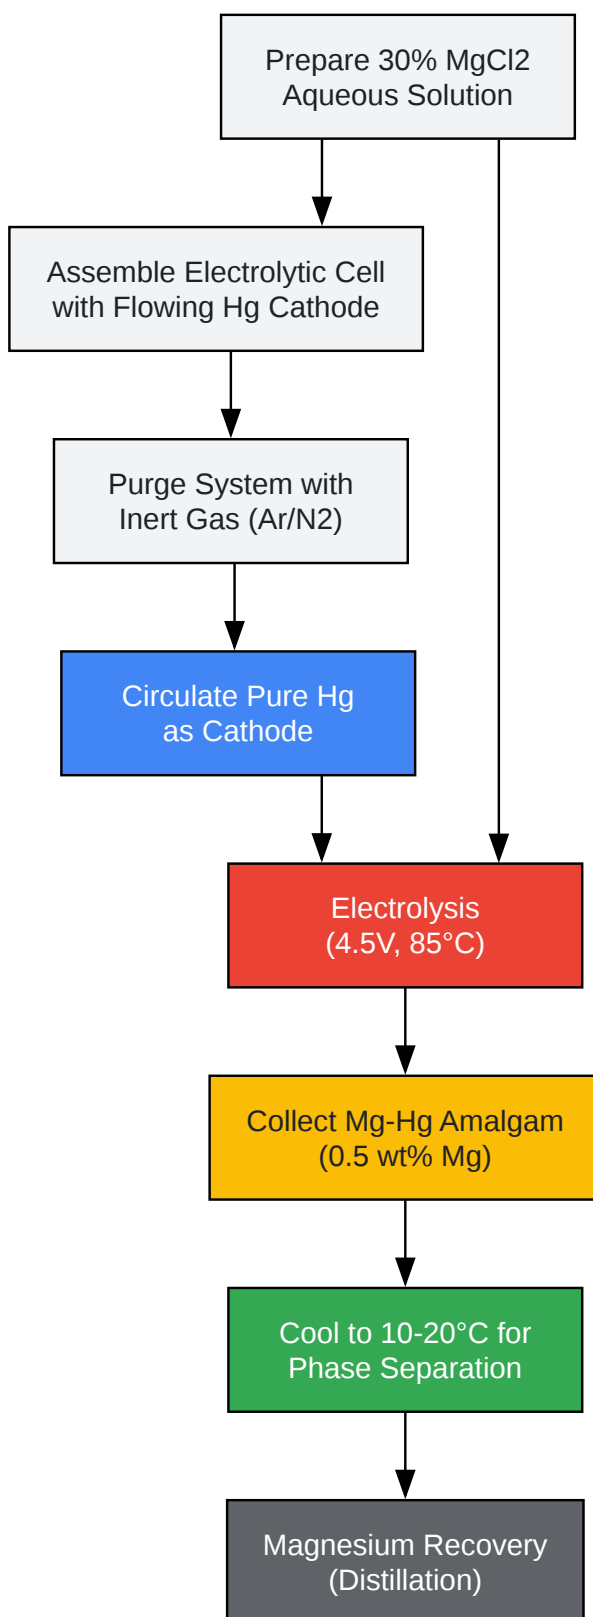 Prepare 30% MgCl2
Aqueous Solution
Assemble Electrolytic Cell
with Flowing Hg Cathode
Purge System with
Inert Gas (Ar/N2)
Circulate Pure Hg
as Cathode
Electrolysis
(4.5V, 85°C)
Collect Mg-Hg Amalgam
(0.5 wt% Mg)
Cool to 10-20°C for
Phase Separation
Magnesium Recovery
(Distillation)